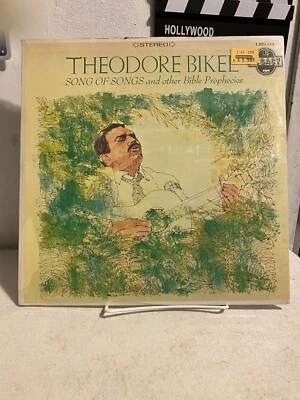 HOLLYWOOD
STEREO
THEODORE BIKEL
SONG OF SONGS and other Bible Prophecies